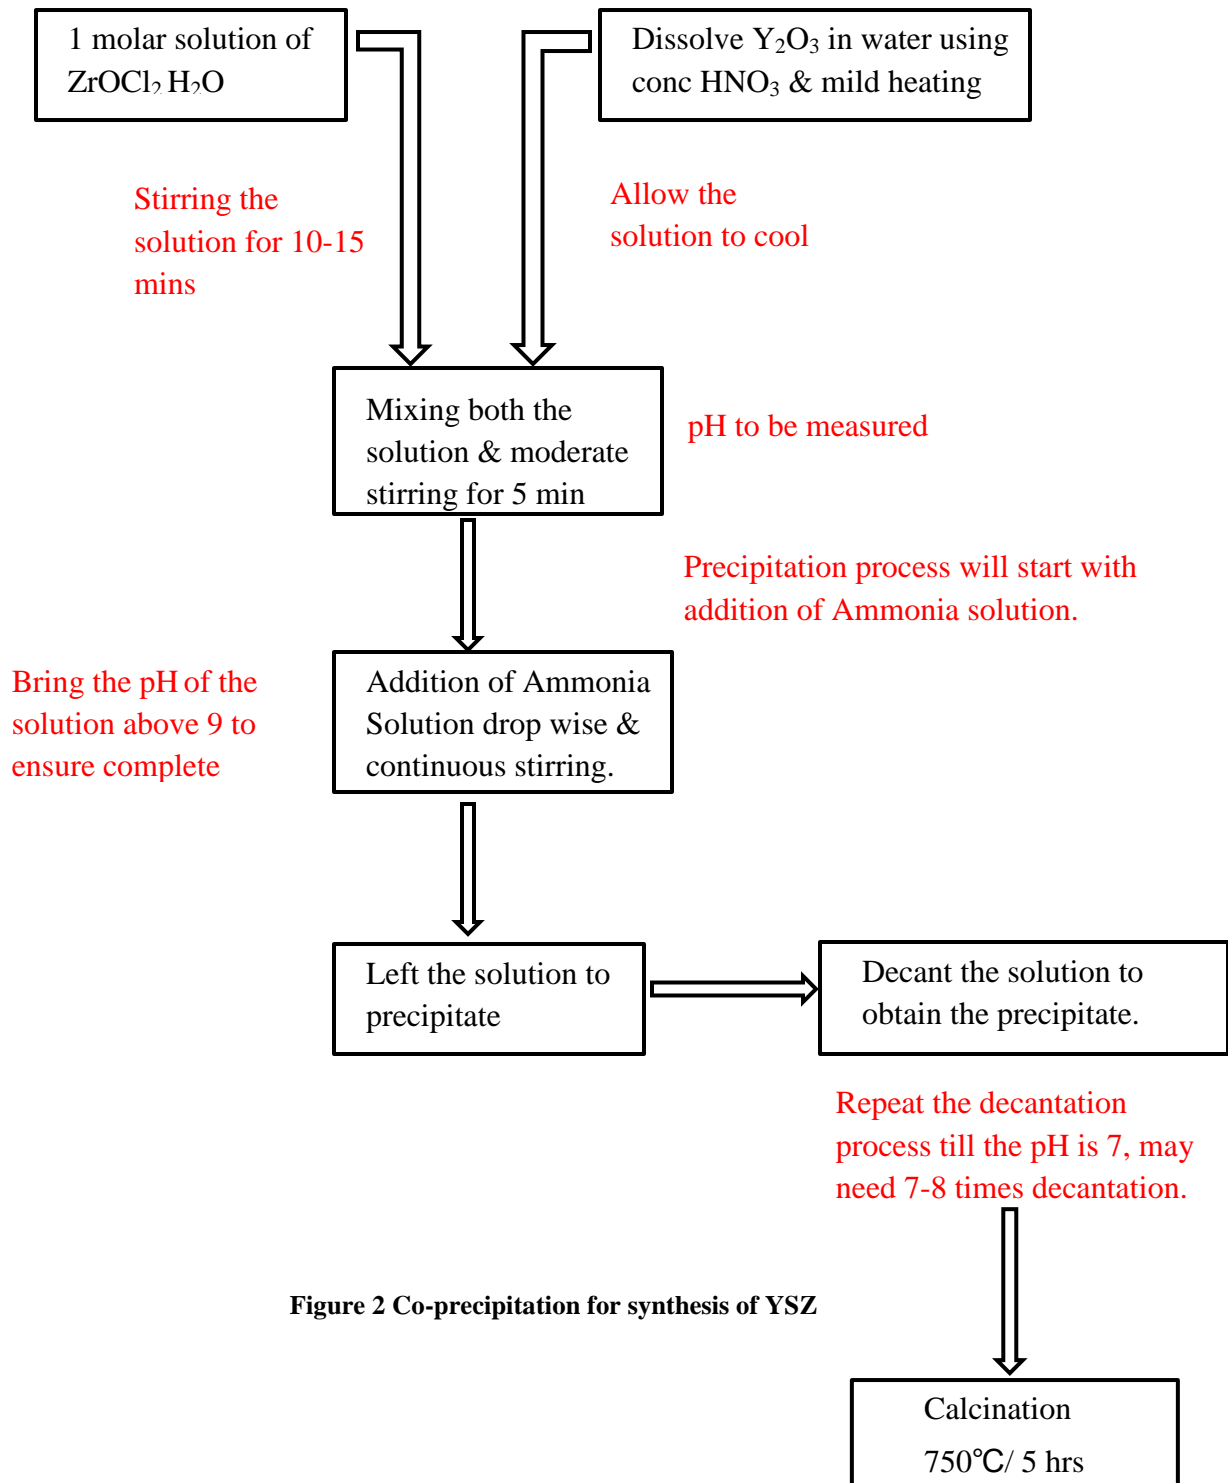 1 molar solution of
ZrOCl₂ H₂O
Dissolve Y₂O₃ in water using
conc HNO₃ & mild heating
Stirring the
solution for 10-15
mins
Allow the
solution to cool
Mixing both the
solution & moderate
stirring for 5 min
pH to be measured
Precipitation process will start with
addition of Ammonia solution.
Bring the pH of the
solution above 9 to
ensure complete
Addition of Ammonia
Solution drop wise &
continuous stirring.
Left the solution to
precipitate
Decant the solution to
obtain the precipitate.
Repeat the decantation
process till the pH is 7, may
need 7-8 times decantation.
Figure 2 Co-precipitation for synthesis of YSZ
Calcination
750℃/ 5 hrs